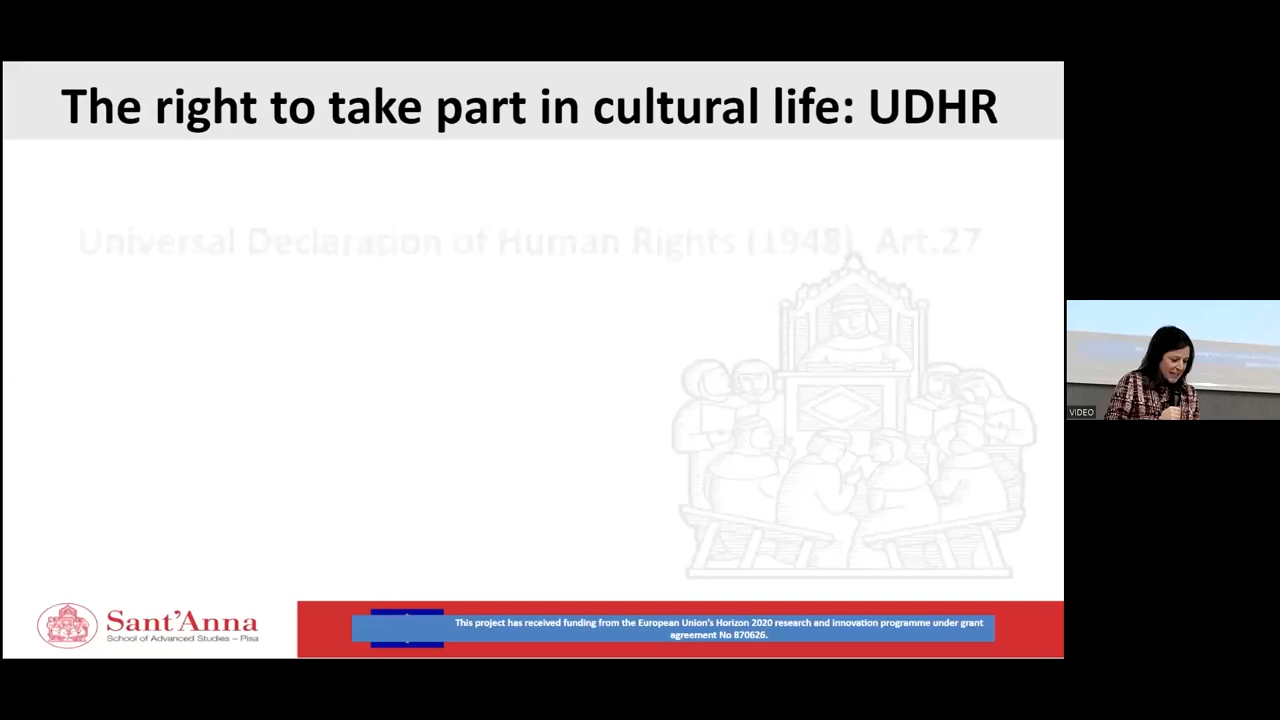 The right to take part in cultural life: UDHR
Universal Declaration of Human Rights (1948), Art.27
VIDEO
Sant'Anna
School of Advanced Studies – Pisa
This project has received funding from the European Union's Horizon 2020 research and innovation programme under grant
agreement No 870626.